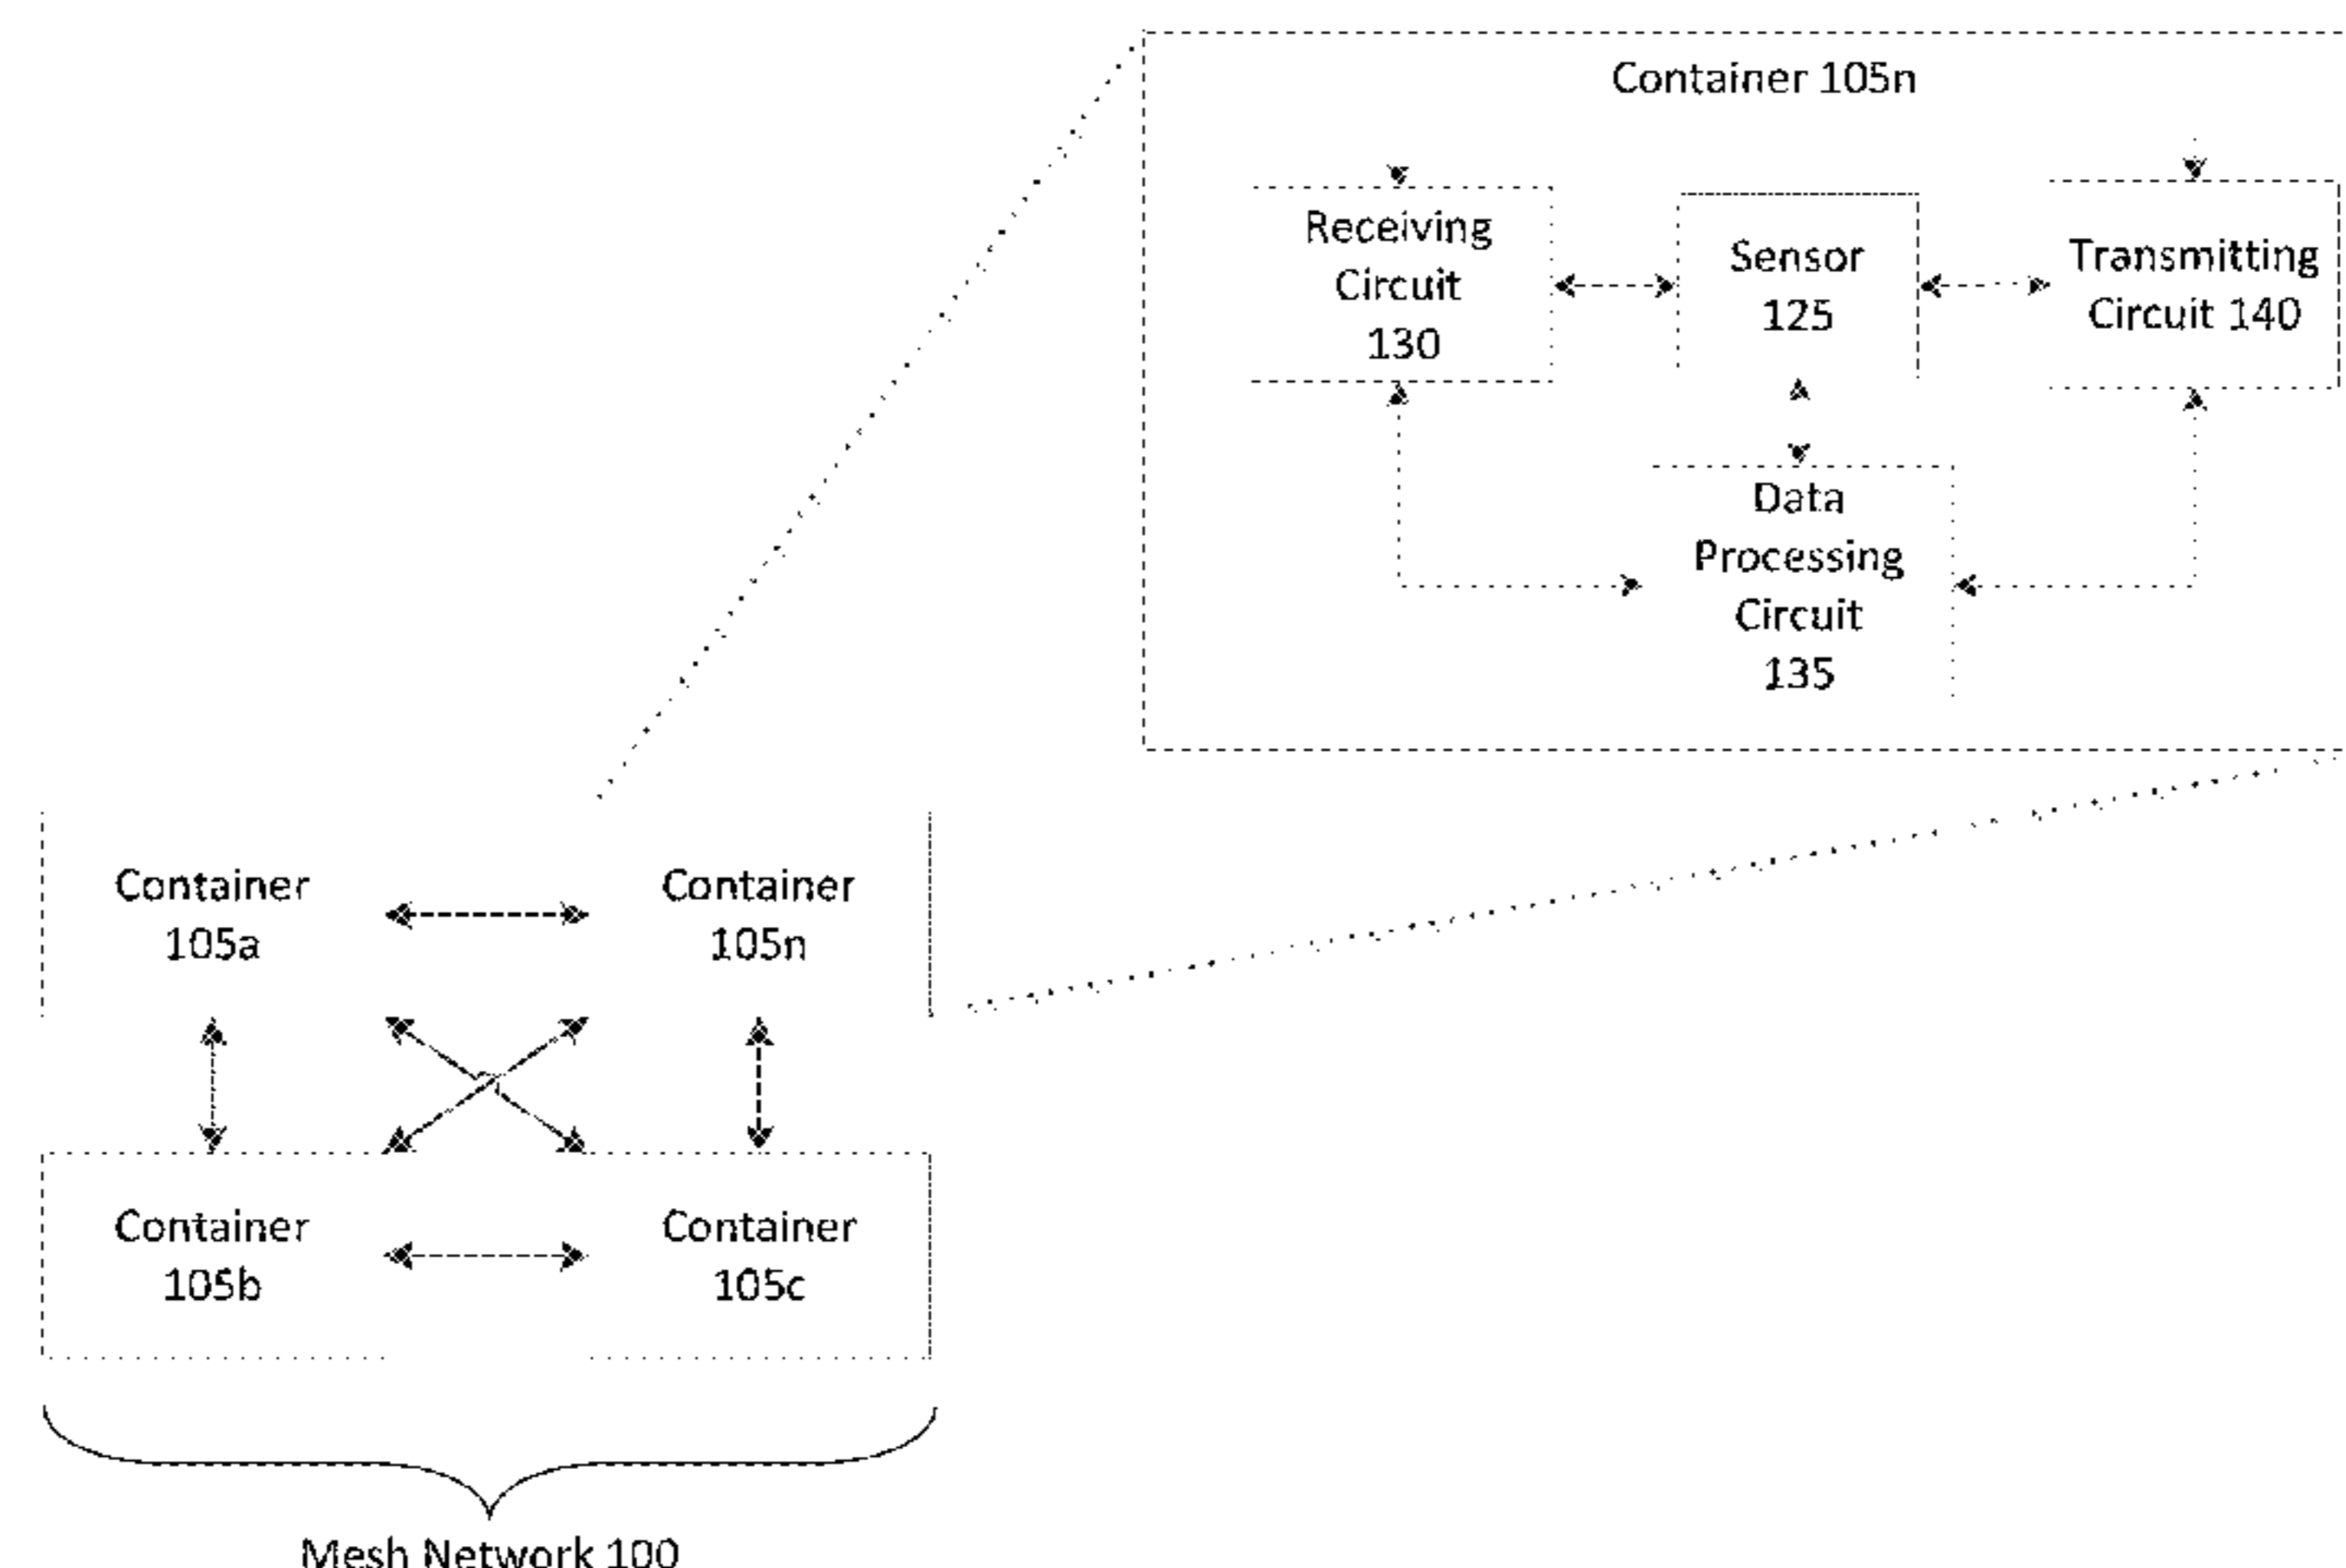 Container 105n
Receiving
Circuit
130
Sensor
125
Transmitting
Circuit 140
Data
Processing
Circuit
135
Container
105a
Container
105n
Container
105b
Container
105c
Mesh Network 100